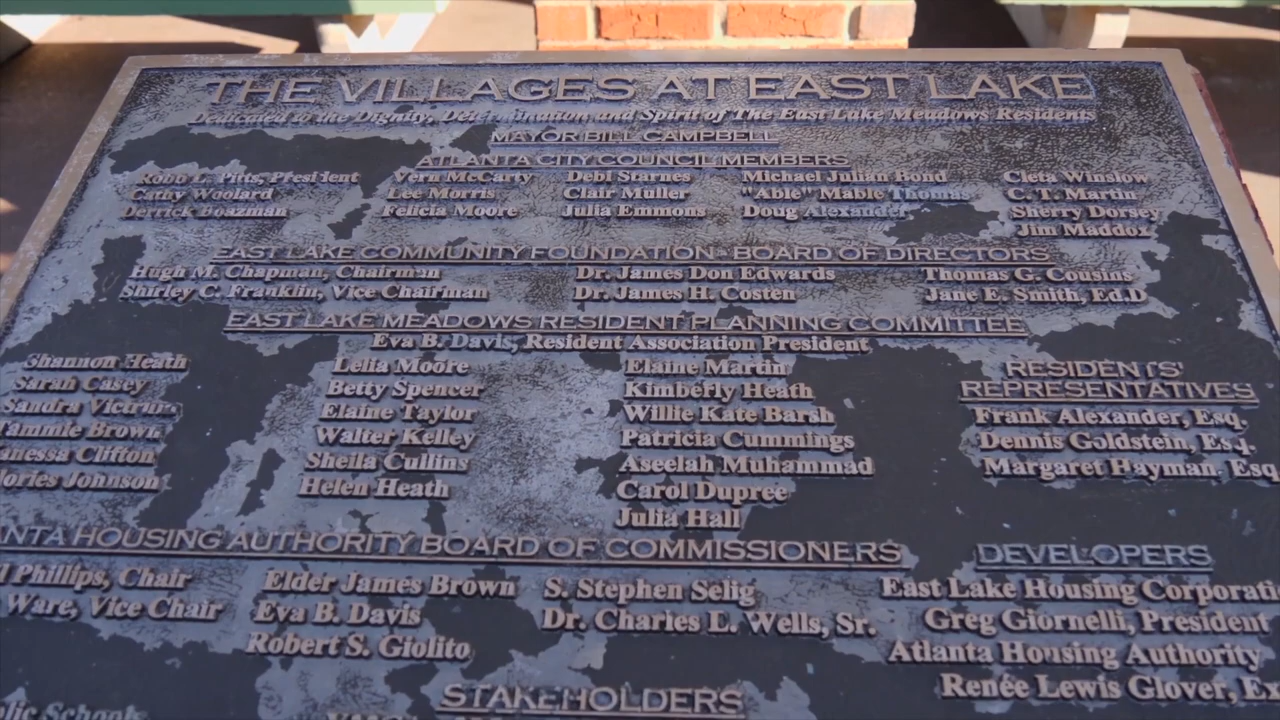 THE VILLAGES AT EAST LAKE
Dedicated to the Dignity, Determination and Spirit of The East Lake Meadows Residents
MAYOR BILL CAMPBELL
ATLANTA CITY COUNCIL MEMBERS
Robb L. Pitts, President Vern McCarty Debi Starnes Michael Julian Bond Cleta Winslow
Cathy Woolard Lee Morris Clair Muller "Able" Mable Thomas C. T. Martin
Derrick Boazman Felicia Moore Julia Emmons Doug Alexander Sherry Dorsey
Jim Maddox
EAST LAKE COMMUNITY FOUNDATION - BOARD OF DIRECTORS
Hugh M. Chapman, Chairman Dr. James Don Edwards Thomas G. Cousins
Shirley C. Franklin, Vice Chairman Dr. James H. Costen Jane E. Smith, Ed.D
EAST LAKE MEADOWS RESIDENT PLANNING COMMITTEE
Eva B. Davis, Resident Association President
Shannon Heath Lelia Moore Elaine Martin RESIDENTS'
Sarah Casey Betty Spencer Kimberly Heath REPRESENTATIVES
Sandra Elaine Taylor Willie Kate Barsh Frank Alexander, Esq.
Tammie Brown Walter Kelley Patricia Cummings Dennis Goldstein, Esq.
anessa Clifton Sheila Cullins Aseelah Muhammad Margaret Hayman, Esq
lories Johnson Helen Heath Carol Dupree
Julia Hall
ANTA HOUSING AUTHORITY BOARD OF COMMISSIONERS DEVELOPERS
l Phillips, Chair Elder James Brown S. Stephen Selig East Lake Housing Corporati
Ware, Vice Chair Eva B. Davis Dr. Charles L. Wells, Sr. Greg Giornelli, President
Robert S. Giolito Atlanta Housing Authority
Renée Lewis Glover, Ex
STAKEHOLDERS
blic Schools